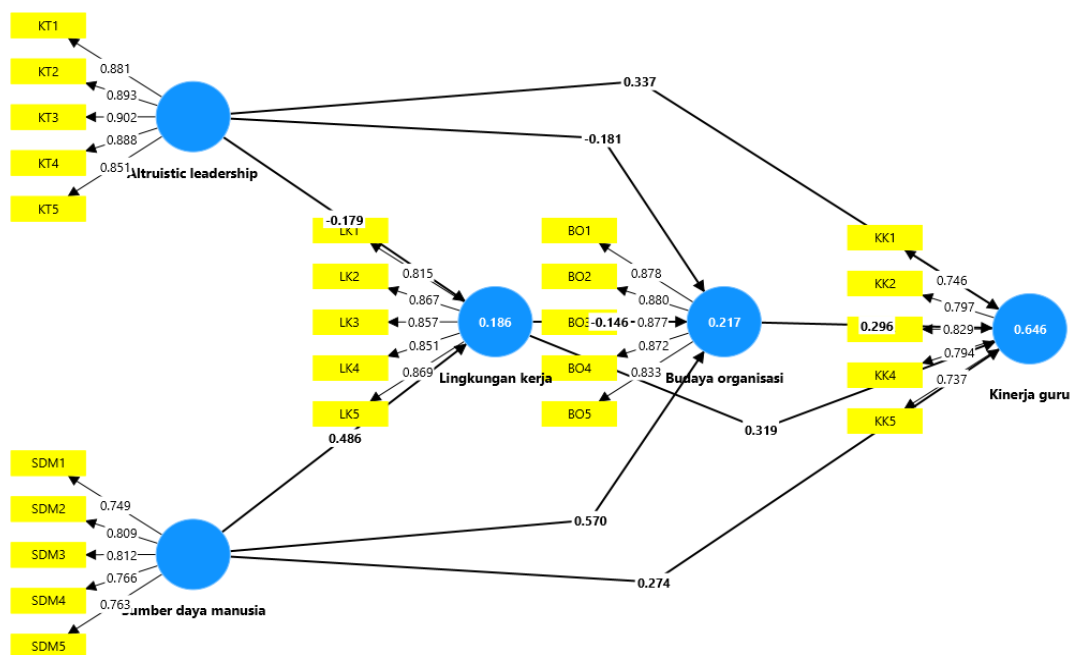 KT1
KT2
KT3
KT4
KT5
0.881
0.893
0.902
0.888
0.851
Altruistic leadership
0.337
-0.181
-0.179
LK1
LK2
LK3
LK4
LK5
0.815
0.867
0.857
0.851
0.869
0.186
Lingkungan kerja
0.486
BO1
BO2
BO3
BO4
BO5
-0.146
0.878
0.880
0.877
0.872
0.833
0.217
Budaya organisasi
0.296
0.319
KK1
KK2
KK4
KK5
0.746
0.797
0.829
0.794
0.737
0.646
Kinerja guru
SDM1
SDM2
SDM3
SDM4
SDM5
0.749
0.809
0.812
0.766
0.763
Sumber daya manusia
0.570
0.274